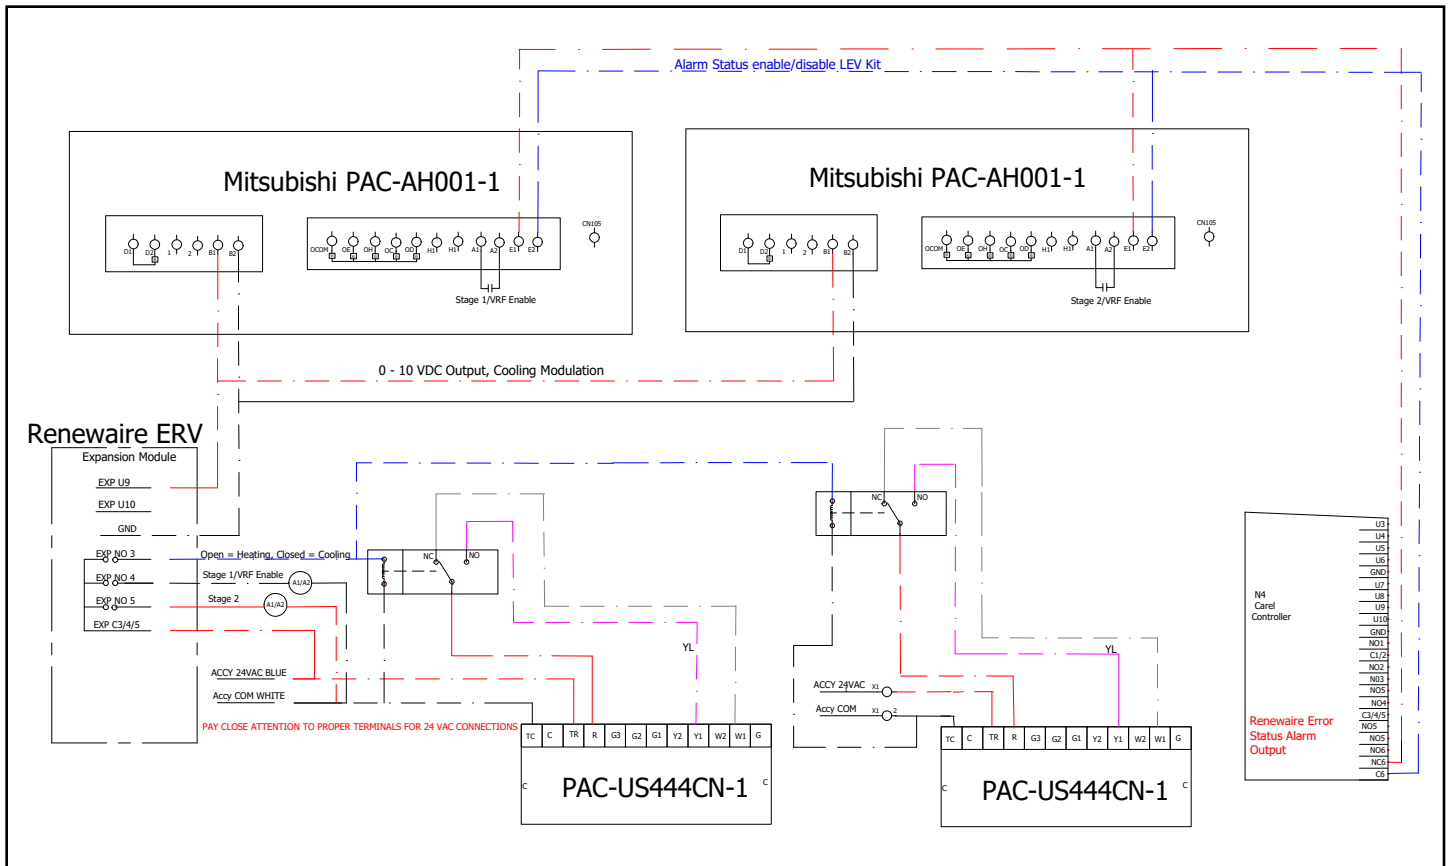 Alarm Status enable/disable LEV Kit
Mitsubishi PAC-AH001-1
D1 D2 1 2 B1 B2
OCOM OE OH OC OD H1 H1 A1 A2 E1 E2
CN105
Stage 1/VRF Enable
Mitsubishi PAC-AH001-1
D1 D2 1 2 B1 B2
OCOM OE OH OC OD H1 H1 A1 A2 E1 E2
CN105
Stage 2/VRF Enable
0 - 10 VDC Output, Cooling Modulation
Renewaire ERV
Expansion Module
EXP U9
EXP U10
GND
EXP NO 3
Open = Heating, Closed = Cooling
EXP NO 4
Stage 1/VRF Enable
A1/A2
EXP NO 5
Stage 2
A1/A2
EXP C3/4/5
ACCY 24VAC BLUE
Accy COM WHITE
PAY CLOSE ATTENTION TO PROPER TERMINALS FOR 24 VAC CONNECTIONS
NC NO
YL
TC C TR R G3 G2 G1 Y2 Y1 W2 W1 G
C PAC-US444CN-1 C
NC NO
YL
ACCY 24VAC X1
Accy COM X1 2
TC C TR R G3 G2 G1 Y2 Y1 W2 W1 G
C PAC-US444CN-1 C
N4
Carel
Controller
Renewaire Error
Status Alarm
Output
U3
U4
U5
U6
GND
U7
U8
U9
U10
GND
NO1
C1/2
NO2
N03
NO5
NO4
C3/4/5
NO5
NO5
NO6
NC6
C6